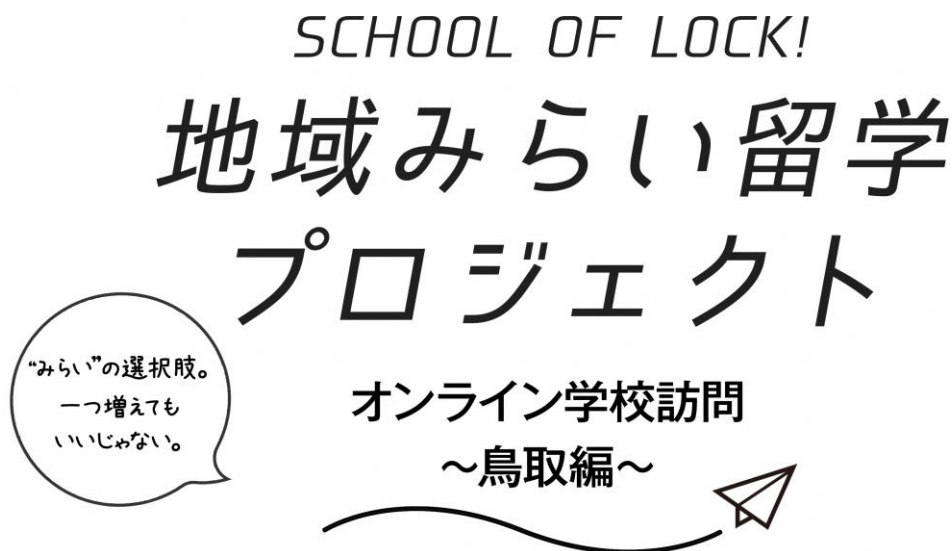 SCHOOL OF LOCK!
地域みらい留学
プロジェクト
“みらい”の選択肢。
一つ増えても
いいじゃない。
オンライン学校訪問
〜鳥取編〜